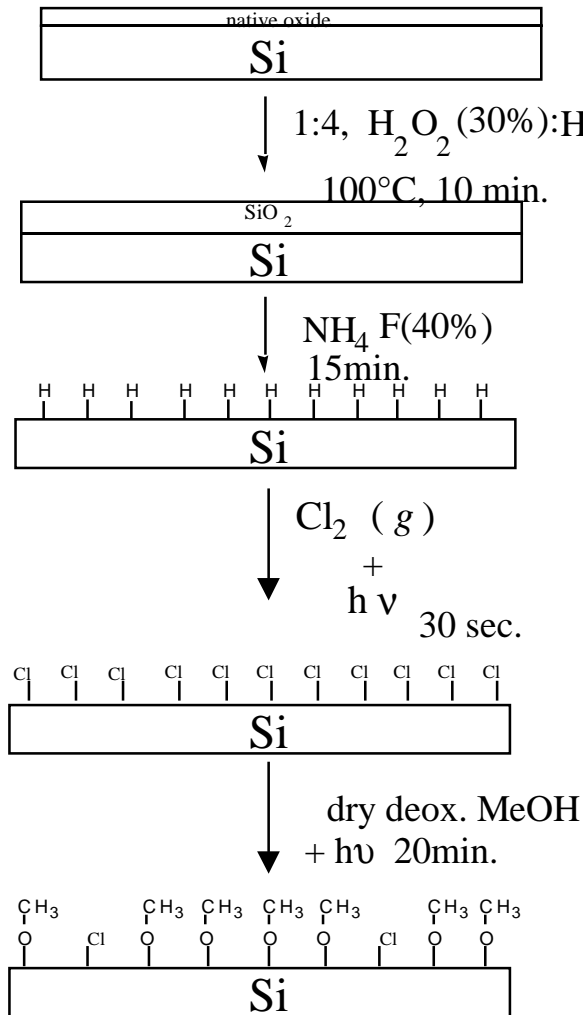 native oxide
Si
1:4, H2O2 (30%):H
100°C, 10 min.
SiO2
Si
NH4 F(40%)
15min.
H H H H H H H H H H H
Si
Cl2 (g)
+
h ν
30 sec.
Cl Cl Cl Cl Cl Cl Cl Cl Cl Cl Cl
Si
dry deox. MeOH
+ hυ 20min.
CH3 CH3 CH3 CH3 CH3 CH3 CH3
O Cl O O O O Cl O O
Si